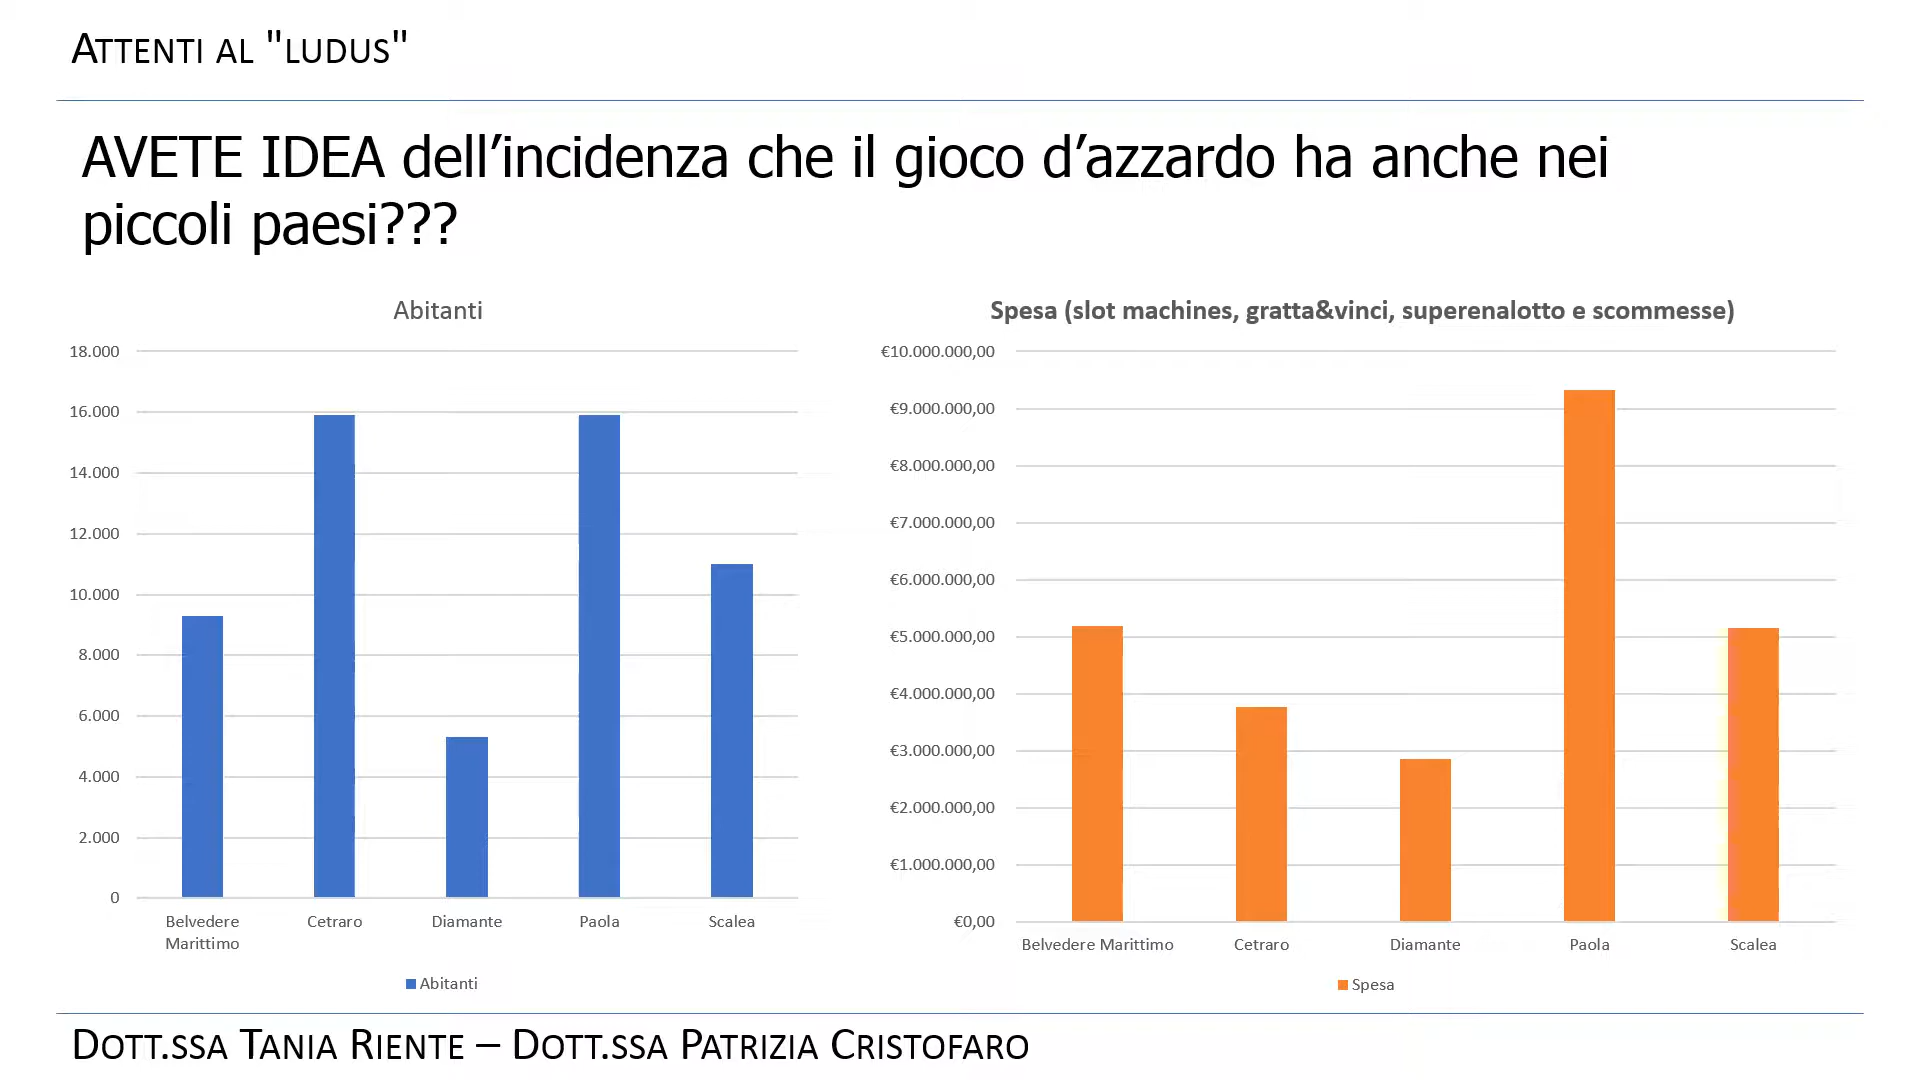 ATTENTI AL "LUDUS"
AVETE IDEA dell’incidenza che il gioco d’azzardo ha anche nei
piccoli paesi???
Abitanti
18.000
16.000
14.000
12.000
10.000
8.000
6.000
4.000
2.000
0
Belvedere
Marittimo
Cetraro
Diamante
Paola
Scalea
Abitanti
Spesa (slot machines, gratta&vinci, superenalotto e scommesse)
€10.000.000,00
€9.000.000,00
€8.000.000,00
€7.000.000,00
€6.000.000,00
€5.000.000,00
€4.000.000,00
€3.000.000,00
€2.000.000,00
€1.000.000,00
€0,00
Belvedere Marittimo
Cetraro
Diamante
Paola
Scalea
Spesa
DOTT.SSA TANIA RIENTE – DOTT.SSA PATRIZIA CRISTOFARO